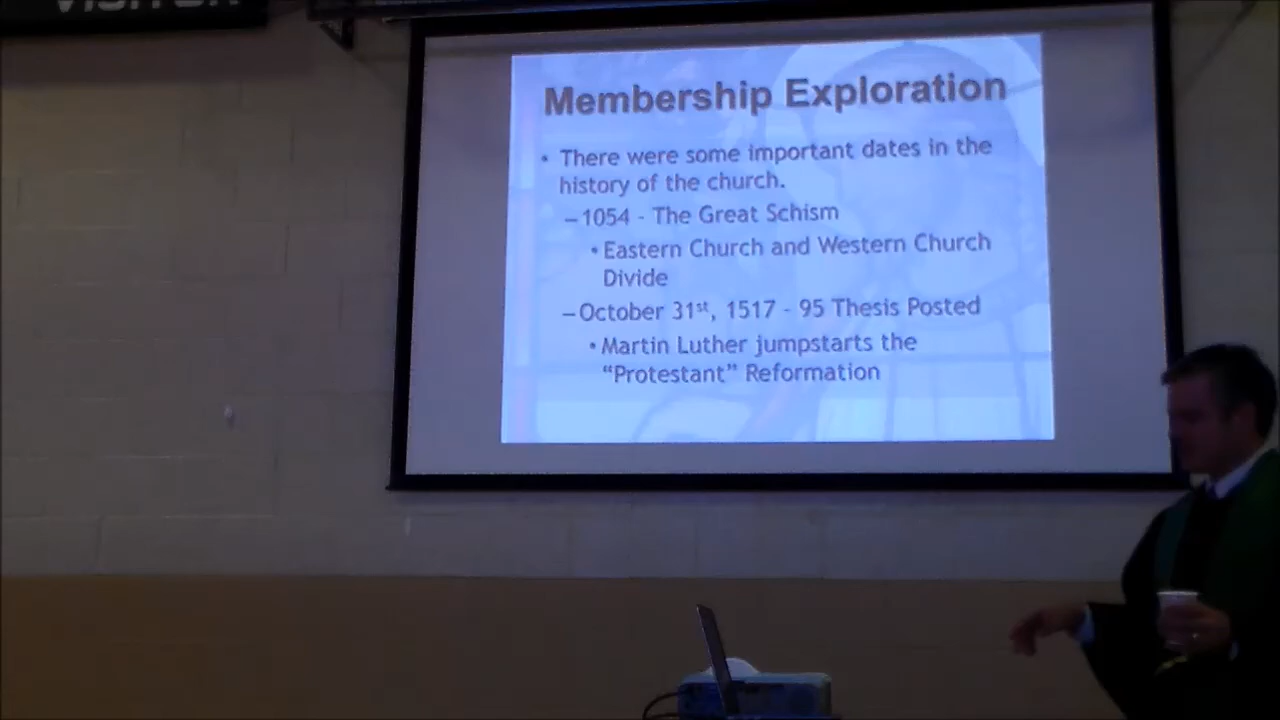 VISITOR
Membership Exploration
• There were some important dates in the
history of the church.
– 1054 - The Great Schism
• Eastern Church and Western Church
Divide
– October 31st, 1517 - 95 Thesis Posted
• Martin Luther jumpstarts the
“Protestant” Reformation